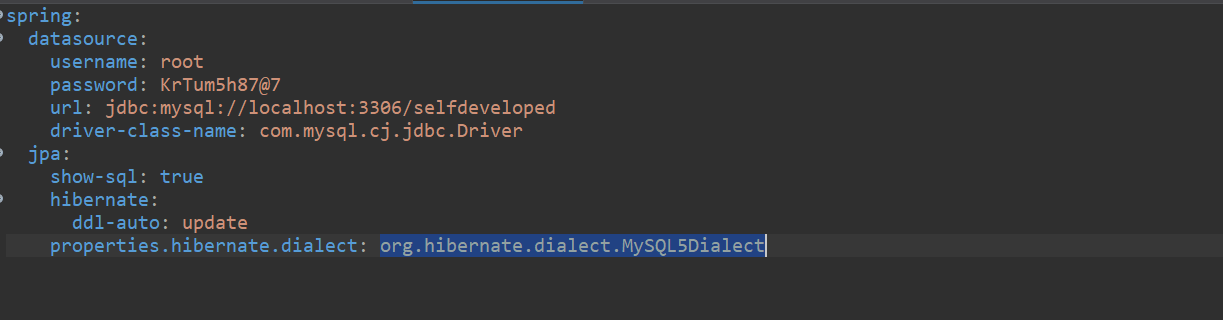 spring:
  datasource:
    username: root
    password: KrTum5h87@7
    url: jdbc:mysql://localhost:3306/selfdeveloped
    driver-class-name: com.mysql.cj.jdbc.Driver
  jpa:
    show-sql: true
    hibernate:
      ddl-auto: update
    properties.hibernate.dialect: org.hibernate.dialect.MySQL5Dialect